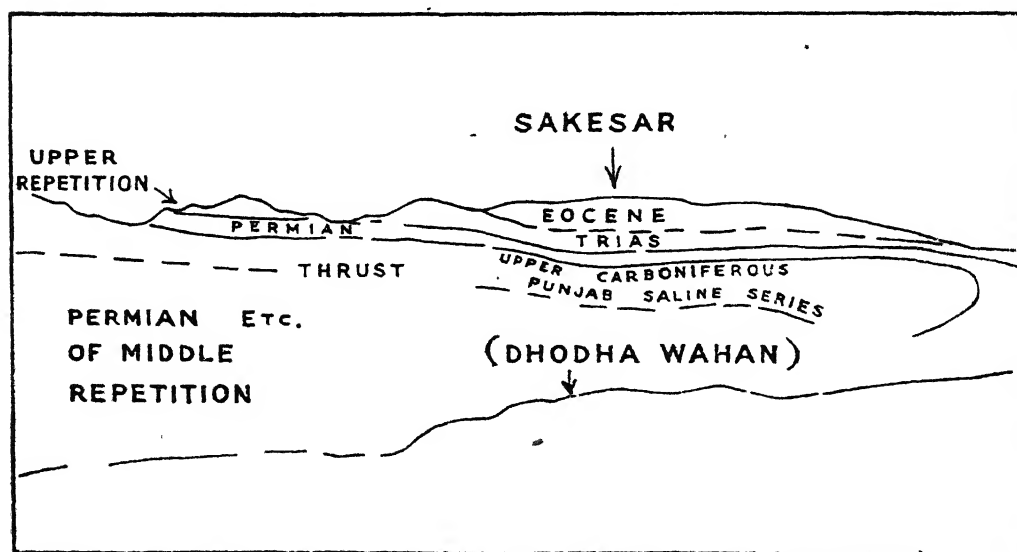 SAKESAR
UPPER
REPETITION
EOCENE
PERMIAN
TRIAS
THRUST
UPPER CARBONIFEROUS
PUNJAB SALINE SERIES
PERMIAN ETC.
OF MIDDLE
REPETITION
(DHODHA WAHAN)